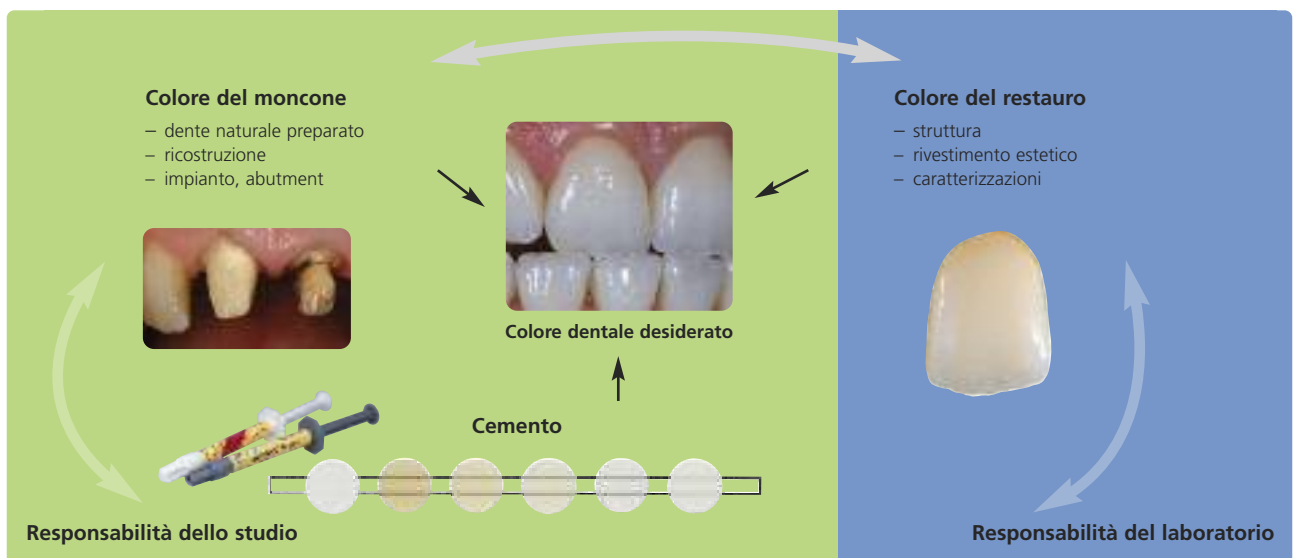 Colore del moncone
– dente naturale preparato
– ricostruzione
– impianto, abutment
Colore del restauro
– struttura
– rivestimento estetico
– caratterizzazioni
Colore dentale desiderato
Cemento
Responsabilità dello studio
Responsabilità del laboratorio